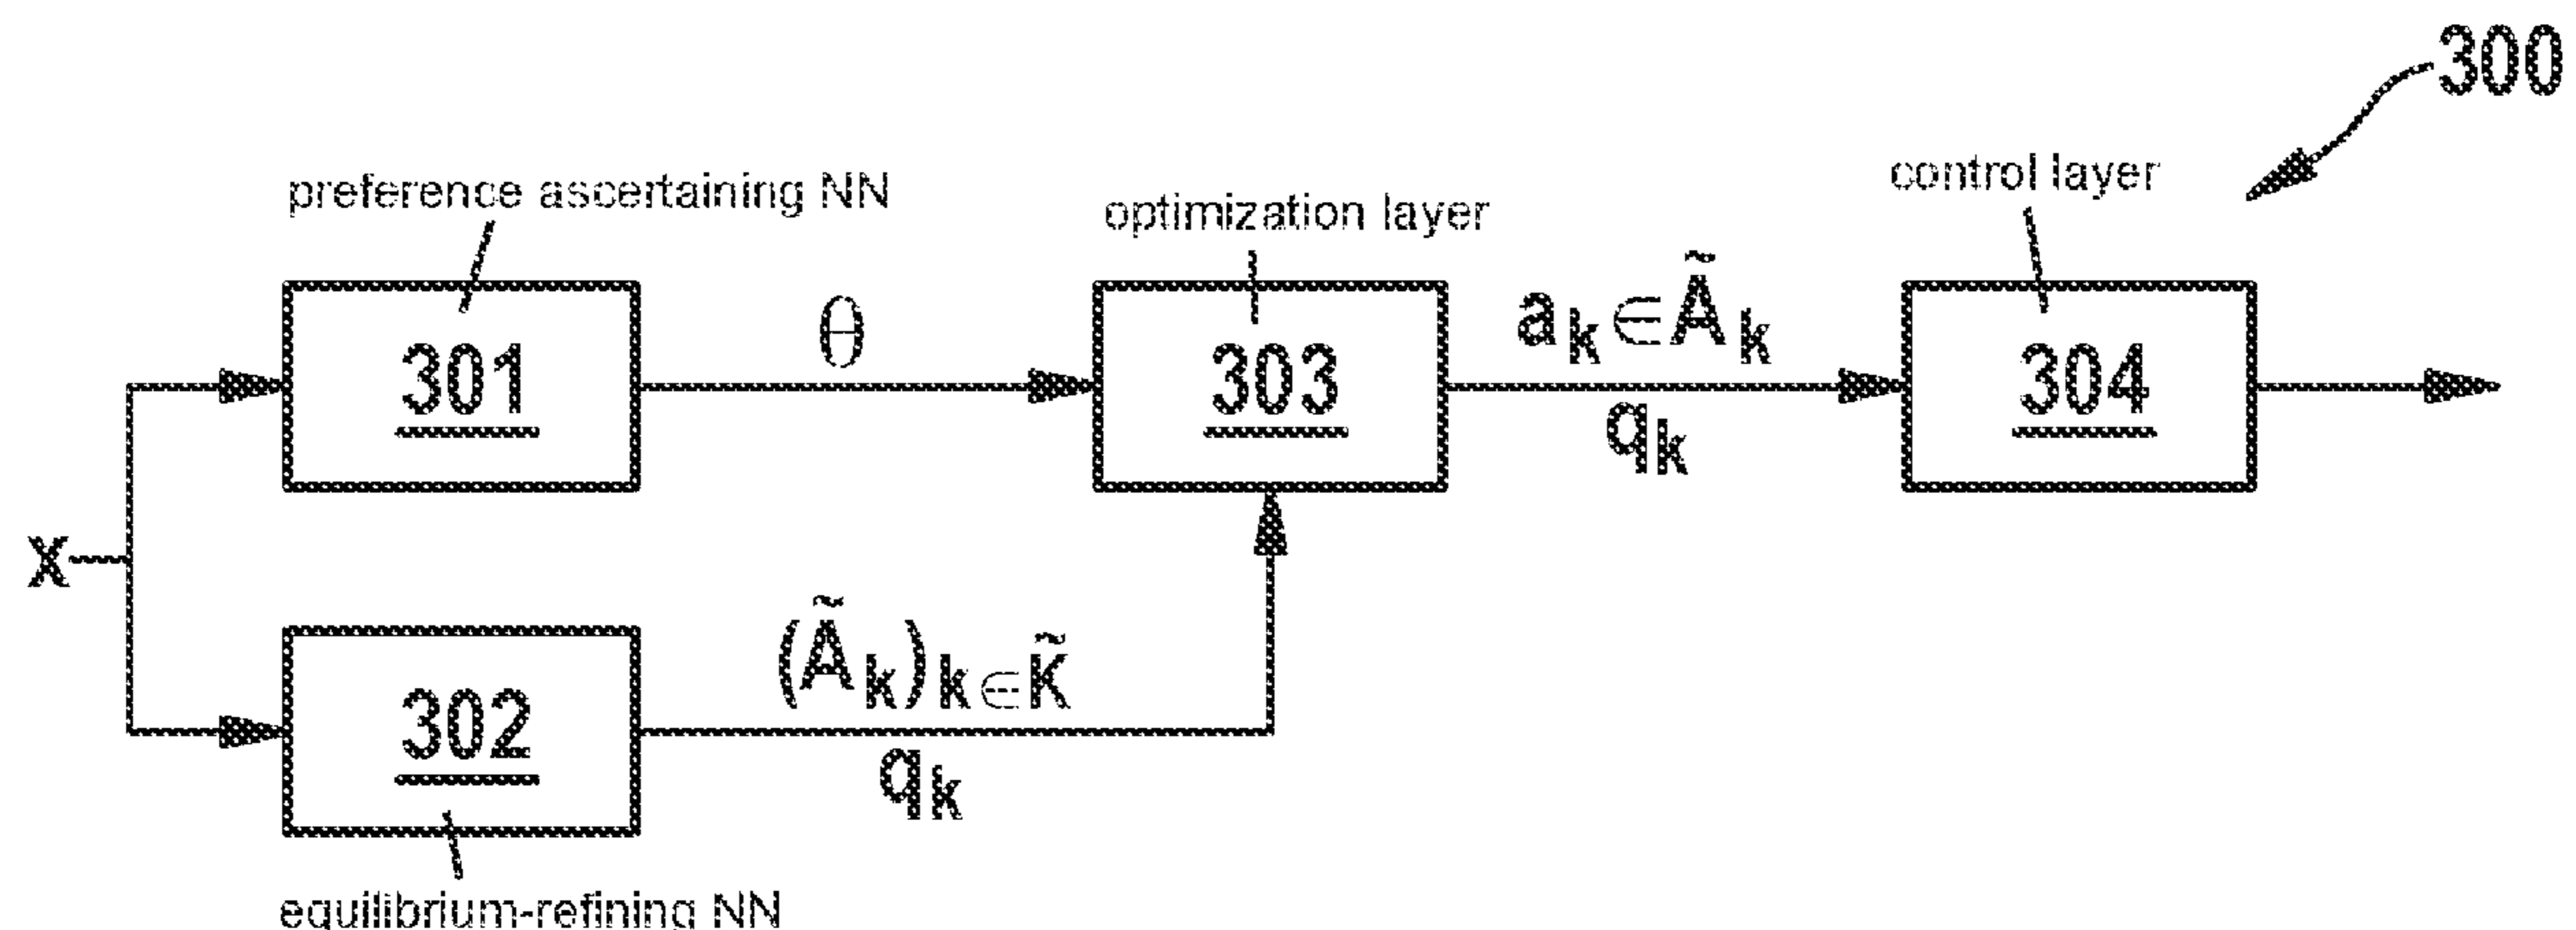 300
preference ascertaining NN
optimization layer
control layer
301
θ
303
a_k ∈ Ã_k
q_k
304
x
302
(Ã_k)_k ∈ K̃
q_k
equilibrium-refining NN